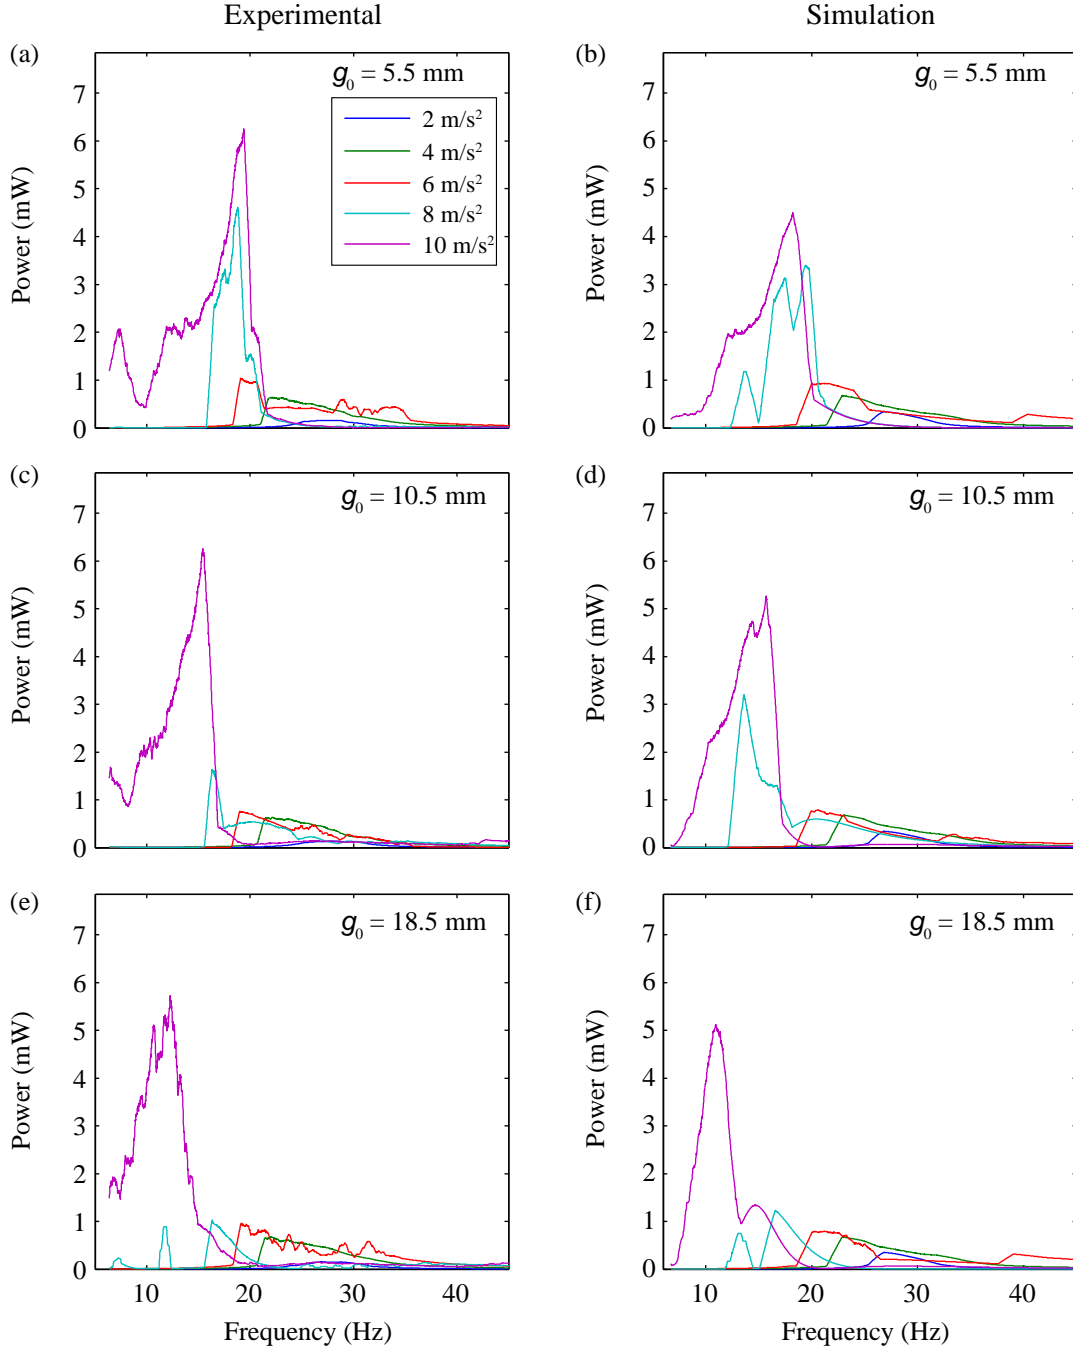 Experimental
Simulation
(a)
g₀ = 5.5 mm
2 m/s²
4 m/s²
6 m/s²
8 m/s²
10 m/s²
7
6
5
4
3
2
1
0
Power (mW)
(b)
g₀ = 5.5 mm
7
6
5
4
3
2
1
0
Power (mW)
(c)
g₀ = 10.5 mm
7
6
5
4
3
2
1
0
Power (mW)
(d)
g₀ = 10.5 mm
7
6
5
4
3
2
1
0
Power (mW)
(e)
g₀ = 18.5 mm
7
6
5
4
3
2
1
0
Power (mW)
10 20 30 40
Frequency (Hz)
(f)
g₀ = 18.5 mm
7
6
5
4
3
2
1
0
Power (mW)
10 20 30 40
Frequency (Hz)